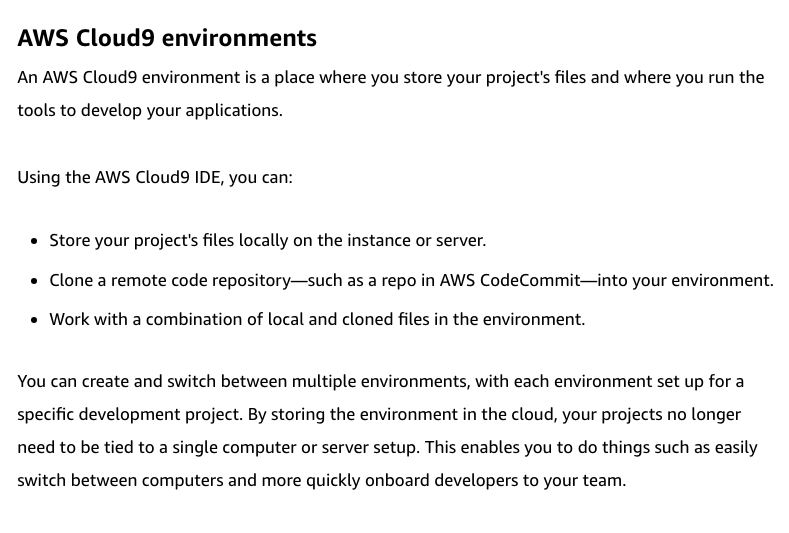 AWS Cloud9 environments
An AWS Cloud9 environment is a place where you store your project's files and where you run the
tools to develop your applications.
Using the AWS Cloud9 IDE, you can:
• Store your project's files locally on the instance or server.
• Clone a remote code repository—such as a repo in AWS CodeCommit—into your environment.
• Work with a combination of local and cloned files in the environment.
You can create and switch between multiple environments, with each environment set up for a
specific development project. By storing the environment in the cloud, your projects no longer
need to be tied to a single computer or server setup. This enables you to do things such as easily
switch between computers and more quickly onboard developers to your team.